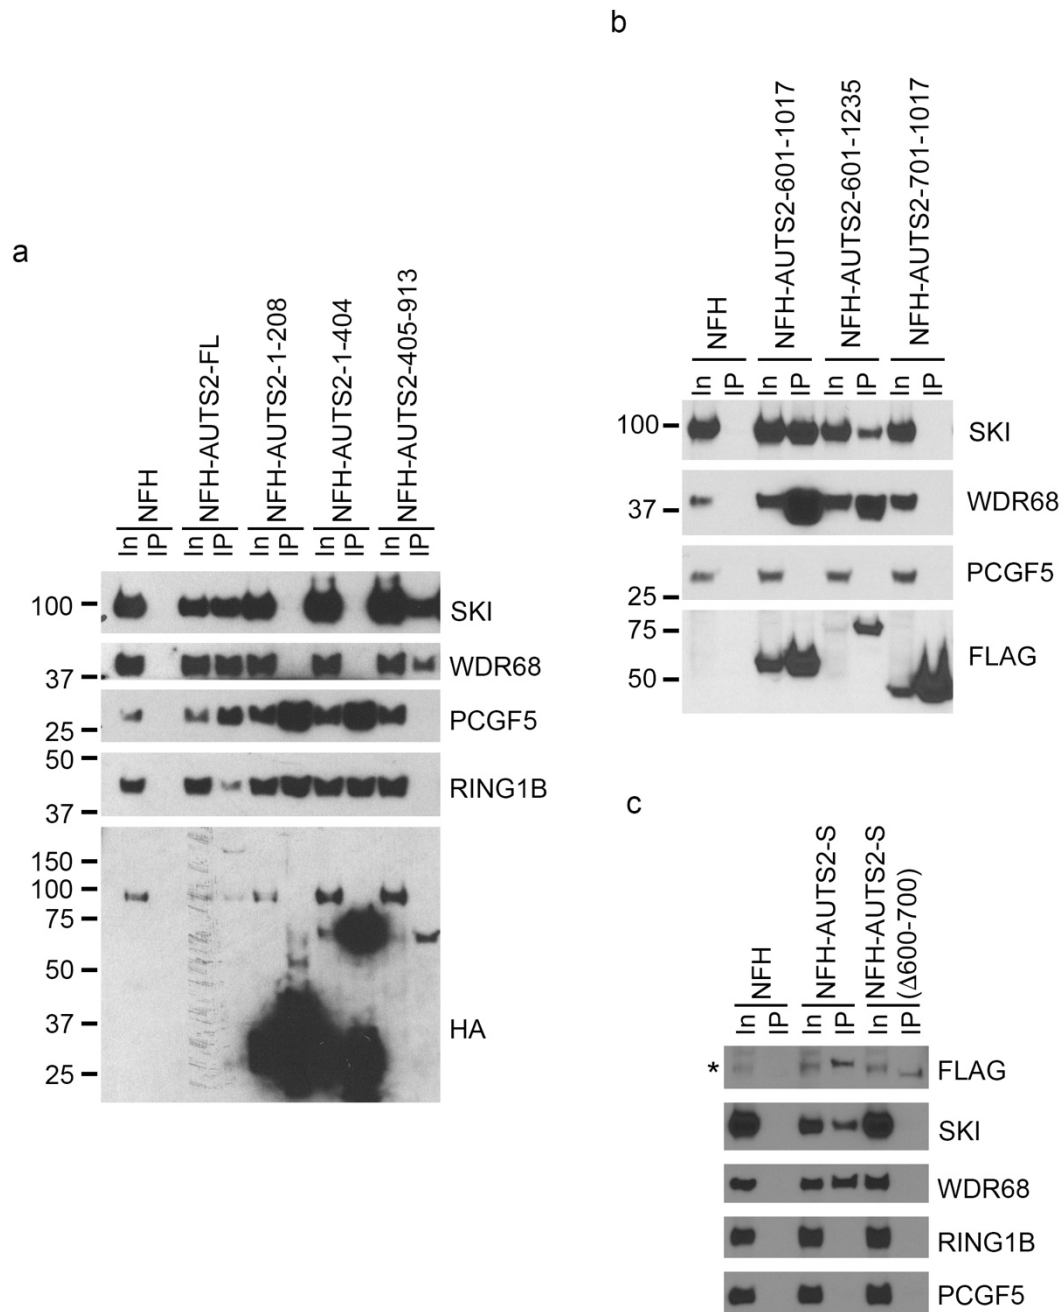 a
NFH
NFH-AUTS2-FL
NFH-AUTS2-1-208
NFH-AUTS2-1-404
NFH-AUTS2-405-913
In IP In IP In IP In IP In IP
100 SKI
37 WDR68
25 PCGF5
50
37
RING1B
150
100
75
50
37
25
HA
b
NFH
NFH-AUTS2-601-1017
NFH-AUTS2-601-1235
NFH-AUTS2-701-1017
In IP In IP In IP In IP
100 SKI
37 WDR68
25 PCGF5
75
50
FLAG
c
NFH
NFH-AUTS2-S
NFH-AUTS2-S
(Δ600-700)
In IP In IP In IP
* FLAG
SKI
WDR68
RING1B
PCGF5